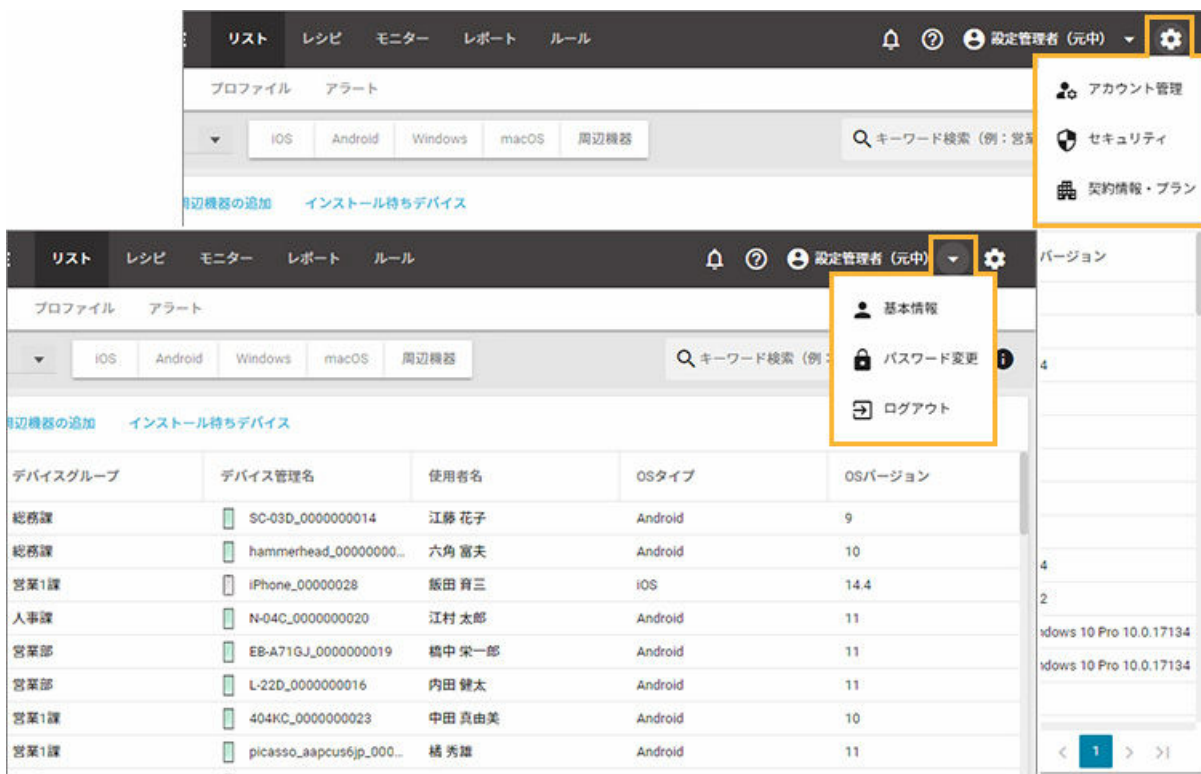 リスト レシピ モニター レポート ルール 設定管理者（元中）
プロファイル アラート
アカウント管理
iOS Android Windows macOS 周辺機器 キーワード検索（例：営業
セキュリティ
契約情報・プラン
周辺機器の追加 インストール待ちデバイス
リスト レシピ モニター レポート ルール 設定管理者（元中）
バージョン
プロファイル アラート
基本情報
iOS Android Windows macOS 周辺機器 キーワード検索（例：
パスワード変更
4
ログアウト
周辺機器の追加 インストール待ちデバイス
デバイスグループ デバイス管理名 使用者名 OSタイプ OSバージョン
総務課 SC-03D_0000000014 江藤 花子 Android 9
総務課 hammerhead_00000000... 六角 富夫 Android 10
4
営業1課 iPhone_00000028 飯田 育三 iOS 14.4
2
人事課 N-04C_0000000020 江村 太郎 Android 11
ndows 10 Pro 10.0.17134
営業部 EB-A71GJ_0000000019 橋中 栄一郎 Android 11
ndows 10 Pro 10.0.17134
営業部 L-22D_0000000016 内田 健太 Android 11
営業1課 404KC_0000000023 中田 真由美 Android 10
営業1課 picasso_aapcus6jp_000... 橘 秀雄 Android 11
1